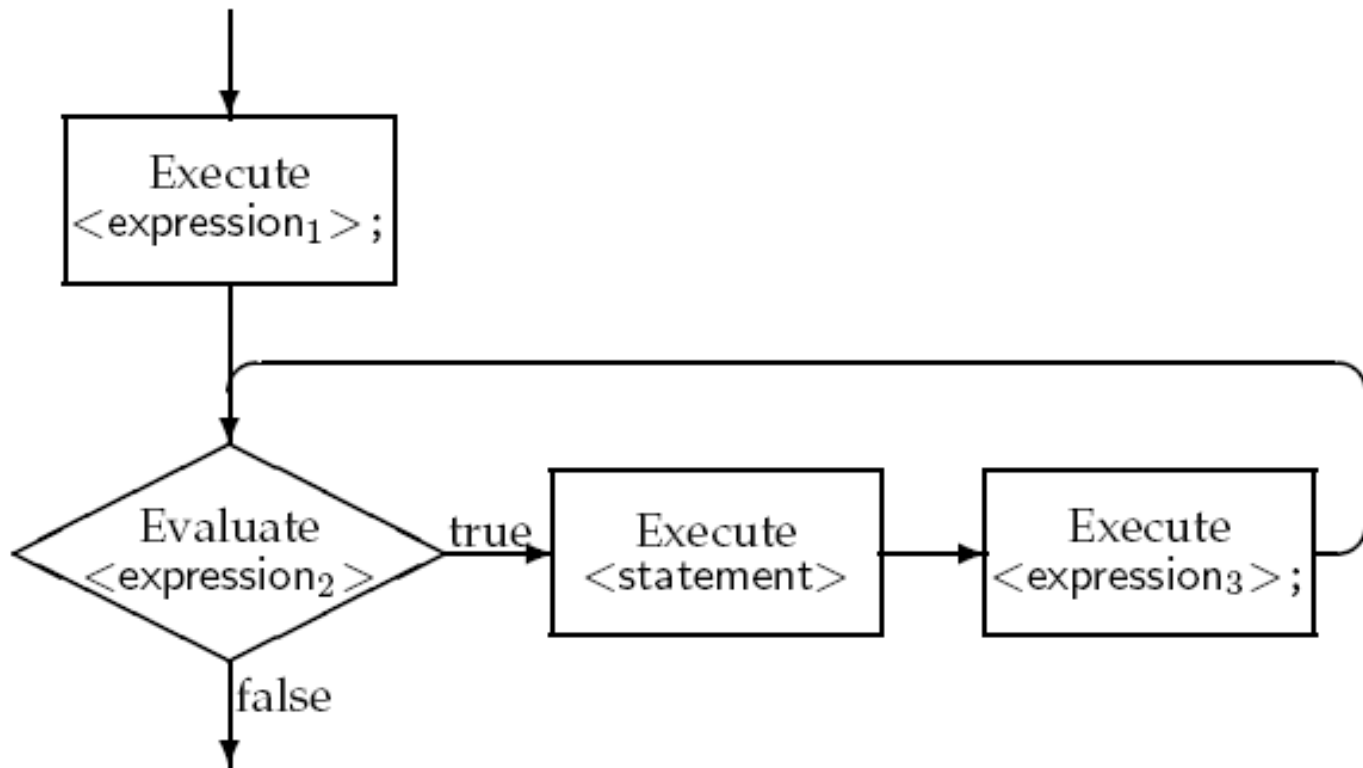 Execute
<expression₁>;
Evaluate
<expression₂>
true
Execute
<statement>
Execute
<expression₃>;
false